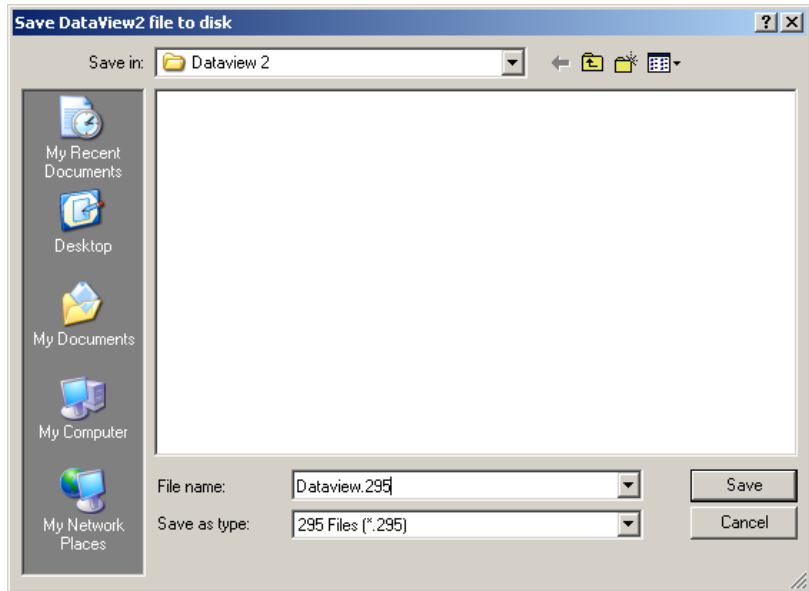 Save DataView2 file to disk
?
Save in:
Dataview 2
My Recent
Documents
Desktop
My Documents
My Computer
My Network
Places
File name:
Dataview.295
Save
Save as type:
295 Files (*.295)
Cancel